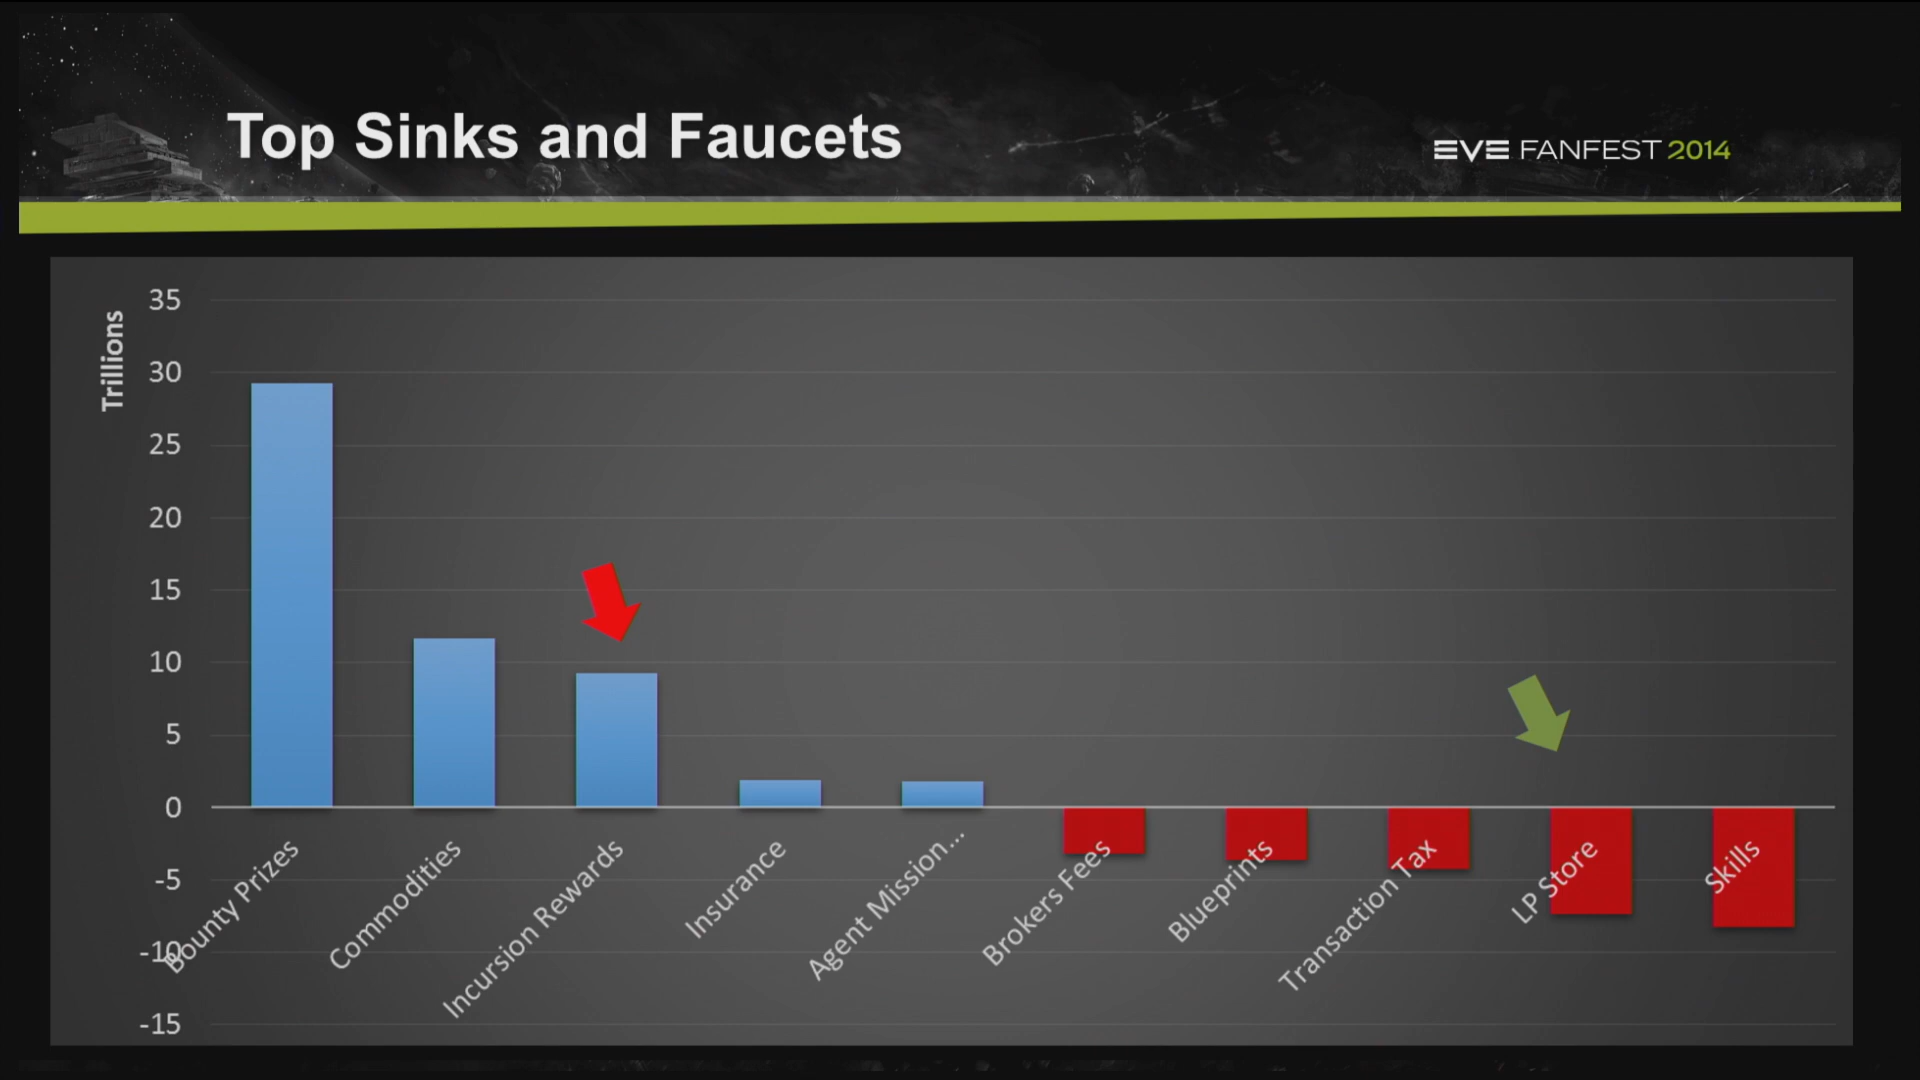 Top Sinks and Faucets
EVE FANFEST 2014
Trillions
35
30
25
20
15
10
5
0
-5
-10
-15
Bounty Prizes
Commodities
Incursion Rewards
Insurance
Agent Mission...
Brokers Fees
Blueprints
Transaction Tax
LP Store
Skills